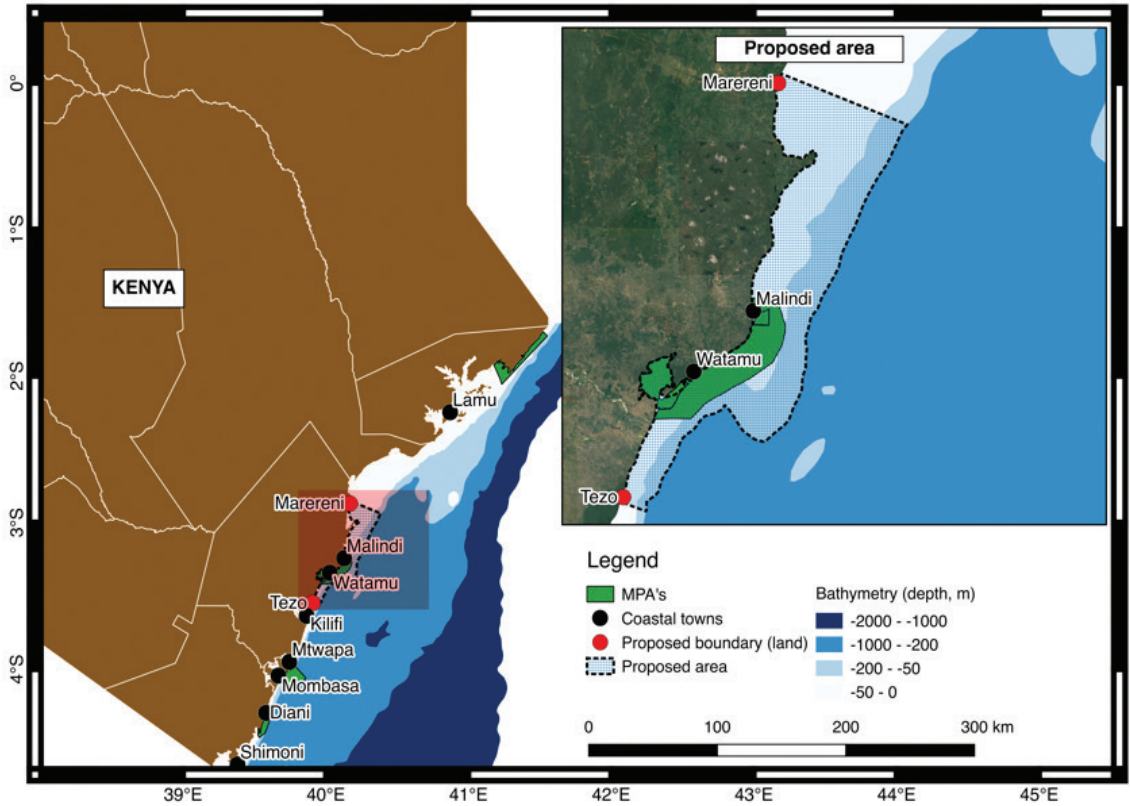 Proposed area
Marereni
Malindi
Watamu
Tezo
KENYA
Lamu
Marereni
Malindi
Watamu
Tezo
Kilifi
Mtwapa
Mombasa
Diani
Shimoni
0°
1°S
2°S
3°S
4°S
39°E
40°E
41°E
42°E
43°E
44°E
45°E
Legend
MPA's
Coastal towns
Proposed boundary (land)
Proposed area
Bathymetry (depth, m)
-2000 - -1000
-1000 - -200
-200 - -50
-50 - 0
0
100
200
300 km